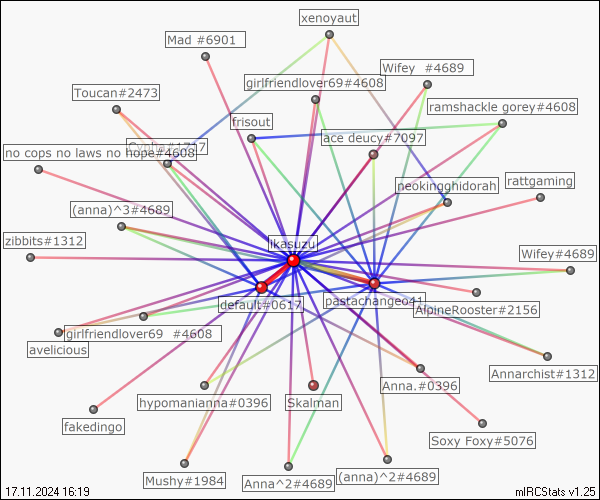 xenoyaut
Mad #6901
Wifey #4689
girlfriendlover69#4608
Toucan#2473
ramshackle gorey#4608
frisout
ace deucy#7097
no cops no laws no hope#4608
neokingghidorah
rattgaming
(anna)^3#4689
zibbits#1312
ikasuzu
Wifey#4689
default#0617
pastachangeo41
AlpineRooster#2156
girlfriendlover69 #4608
avelicious
Annarchist#1312
Anna.#0396
hypomanianna#0396
Skalman
fakedingo
Soxy Foxy#5076
Mushy#1984
Anna^2#4689
(anna)^2#4689
17.11.2024 16:19
mIRCStats v1.25